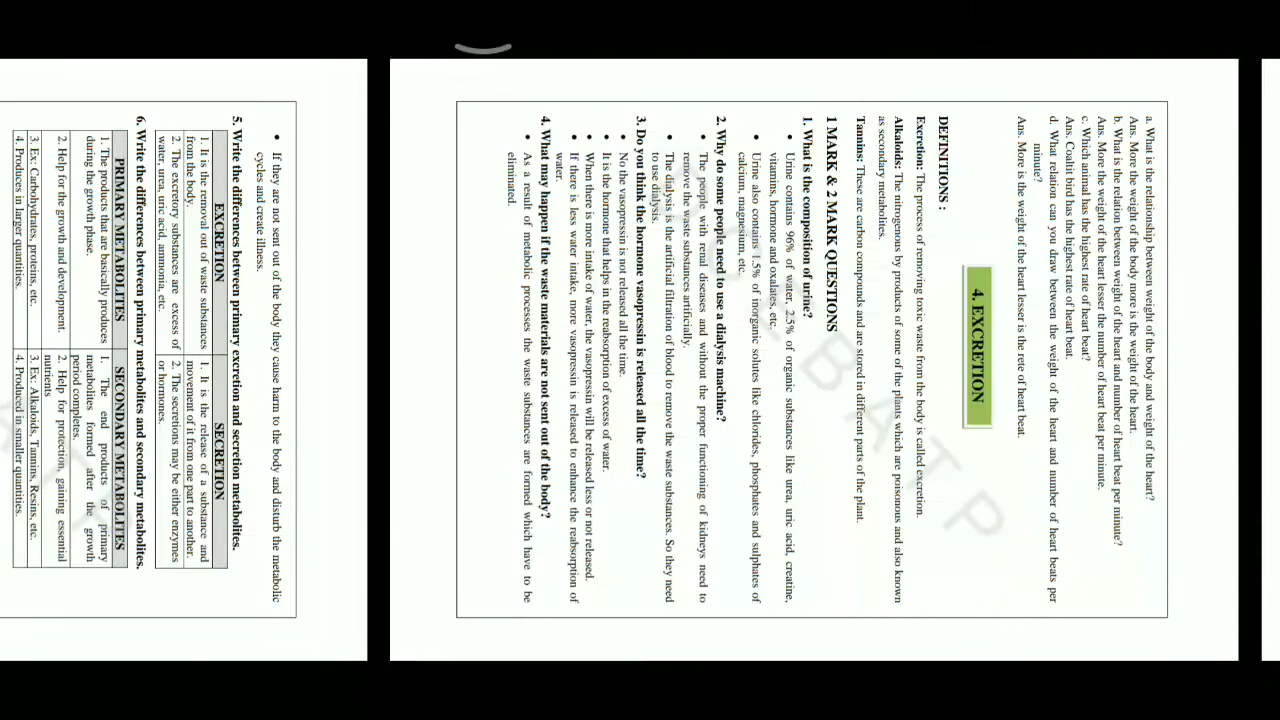 a. What is the relationship between weight of the body and weight of the heart?
Ans. More the weight of the body more is the weight of the heart.
b. What is the relation between weight of the heart and number of heart beat per minute?
Ans. More the weight of the heart lesser the number of heart beat per minute.
c. Which animal has the highest rate of heart beat?
Ans. Coaltit bird has the highest rate of heart beat.
d. What relation can you draw between the weight of the heart and number of heart beats per
minute?
Ans. More is the weight of the heart lesser is the rete of heart beat.
4. EXCRETION
DEFINITIONS :
Excretion: The process of removing toxic waste from the body is called excretion.
Alkaloids: The nitrogenous by products of some of the plants which are poisonous and also known
as secondary metabolites.
Tannins: These are carbon compounds and are stored in different parts of the plant.
1 MARK & 2 MARK QUESTIONS
1. What is the composition of urine?
• Urine contains 96% of water, 2.5% of organic substances like urea, uric acid, creatine,
vitamins, hormone and oxalates, etc.
• Urine also contains 1.5% of inorganic solutes like chlorides, phosphates and sulphates of
calcium, magnesium, etc.
2. Why do some people need to use a dialysis machine?
• The people with renal diseases and without the proper functioning of kidneys need to
remove the waste substances artificially.
• The dialysis is the artificial filtration of blood to remove the waste substances. So they need
to use dialysis.
3. Do you think the hormone vasopressin is released all the time?
• No the vasopressin is not released all the time.
• It is the hormone that helps in the reabsorption of excess of water.
• When there is more intake of water, the vasopressin will be released less or not released.
• If there is less water intake, more vasopressin is released to enhance the reabsorption of
water.
4. What may happen if the waste materials are not sent out of the body?
• As a result of metabolic processes the waste substances are formed which have to be
eliminated.
• If they are not sent out of the body they cause harm to the body and disturb the metabolic
cycles and create illness.
5. Write the differences between primary excretion and secretion metabolites.
EXCRETION
SECRETION
1. It is the removal out of waste substances
from the body.
1. It is the release of a substance and
movement of it from one part to another.
2. The excretory substances are excess of
water, urea, uric acid, ammonia, etc.
2. The secretions may be either enzymes
or hormones.
6. Write the differences between primary metabolites and secondary metabolites.
PRIMARY METABOLITES
SECONDARY METABOLITES
1. The products that are basically produces
during the growth phase.
1. The end products of primary
metabolites formed after the growth
period completes.
2. Help for the growth and development.
2. Help for protection, gaining essential
nutrients
3. Ex: Carbohydrates, proteins, etc.
3. Ex: Alkaloids, Tannins, Resins, etc.
4. Produces in larger quantities.
4. Produced in smaller quantities.